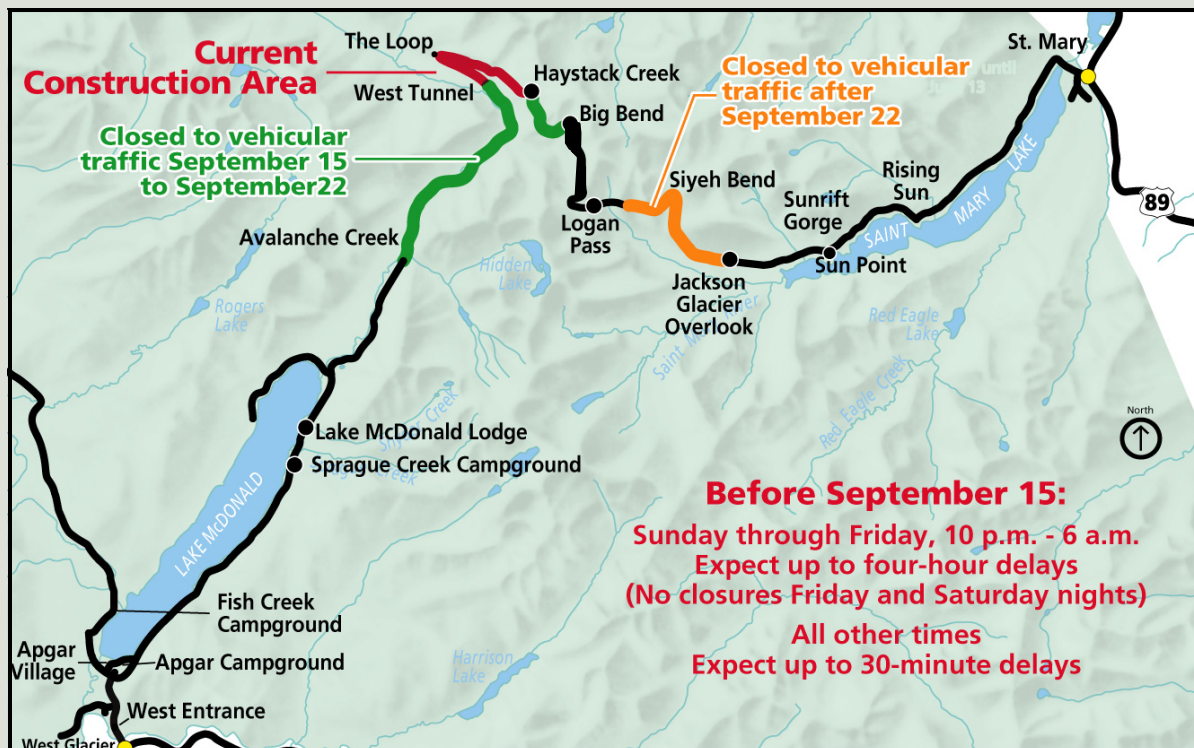 The Loop
St. Mary
Current
Construction Area
Haystack Creek
West Tunnel
Closed to vehicular
traffic after
September 22
Big Bend
Closed to vehicular
traffic September 15
to September22
Siyeh Bend
Rising
Sun
Sunrift
Gorge
SAINT MARY LAKE
89
Logan
Pass
Avalanche Creek
Sun Point
Hidden
Lake
Jackson
Glacier
Overlook
Rogers
Lake
Red Eagle
Lake
Red Eagle Creek
North
Lake McDonald Lodge
Sprague Creek Campground
LAKE McDONALD
Before September 15:
Sunday through Friday, 10 p.m. - 6 a.m.
Expect up to four-hour delays
(No closures Friday and Saturday nights)
All other times
Expect up to 30-minute delays
Fish Creek
Campground
Apgar
Village
Apgar Campground
Harrison
Lake
West Entrance
West Glacier